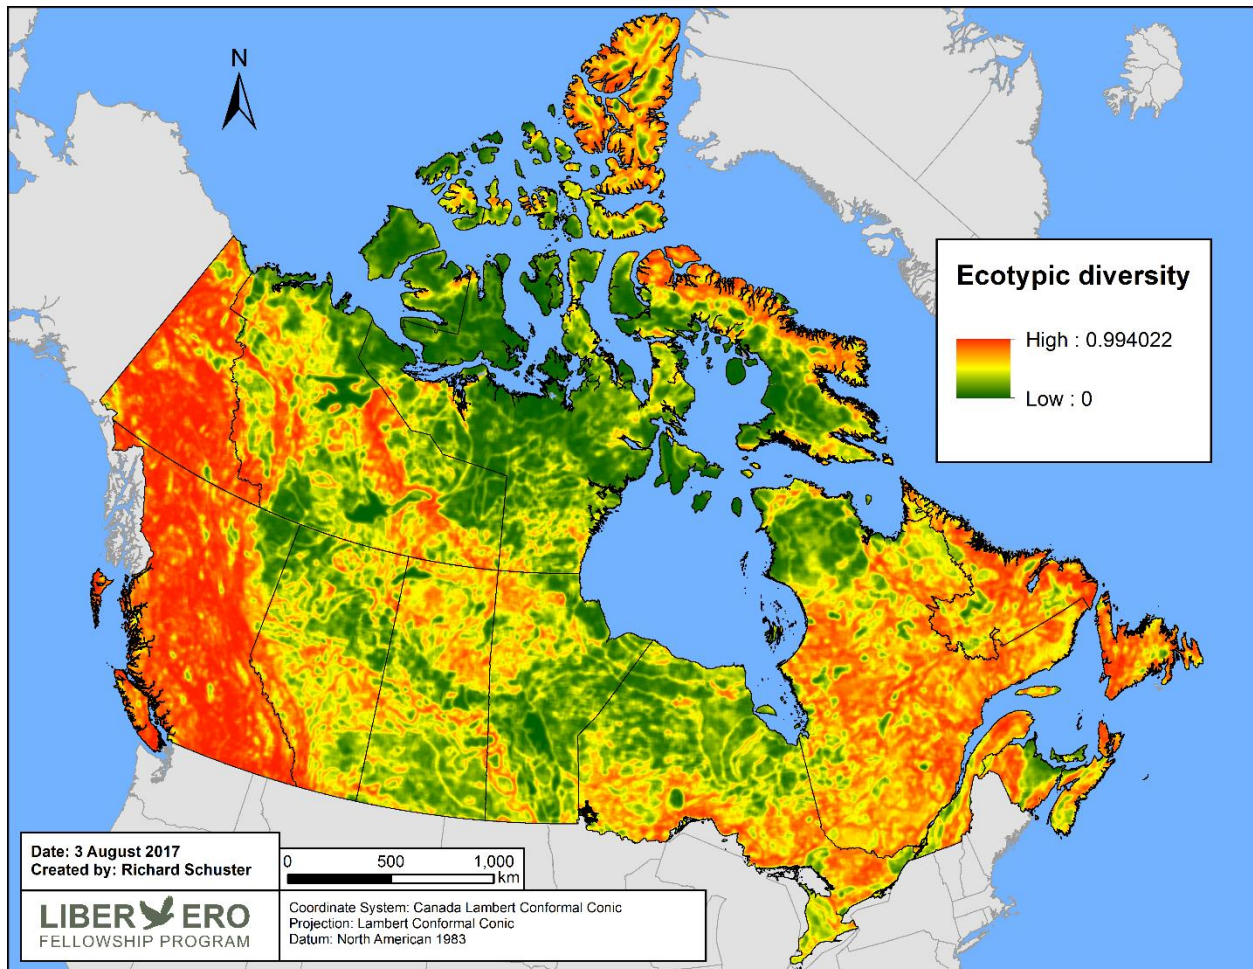 N
Ecotypic diversity
High : 0.994022
Low : 0
Date: 3 August 2017
Created by: Richard Schuster
0 500 1,000
km
LIBER ERO
FELLOWSHIP PROGRAM
Coordinate System: Canada Lambert Conformal Conic
Projection: Lambert Conformal Conic
Datum: North American 1983